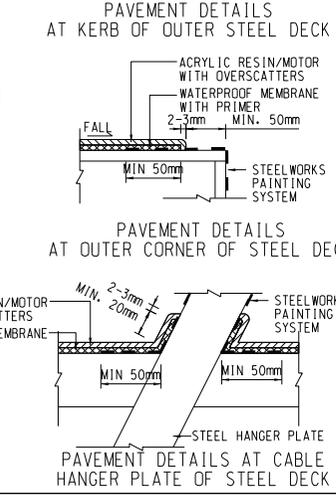 PAVEMENT DETAILS
AT KERB OF OUTER STEEL DECK
ACRYLIC RESIN/MOTOR
WITH OVERSCATTERS
WATERPROOF MEMBRANE
WITH PRIMER
2-3mm MIN. 50mm
FALL
MIN 50mm
STEELWORKS
PAINTING
SYSTEM
PAVEMENT DETAILS
AT OUTER CORNER OF STEEL DEC
2-3mm
MIN. 20mm
N/MOTOR
TTERS
EMBRANE
STEELWORK
PAINTING
SYSTEM
MIN 50mm
MIN 50mm
STEEL HANGER PLATE
PAVEMENT DETAILS AT CABLE
HANGER PLATE OF STEEL DECK